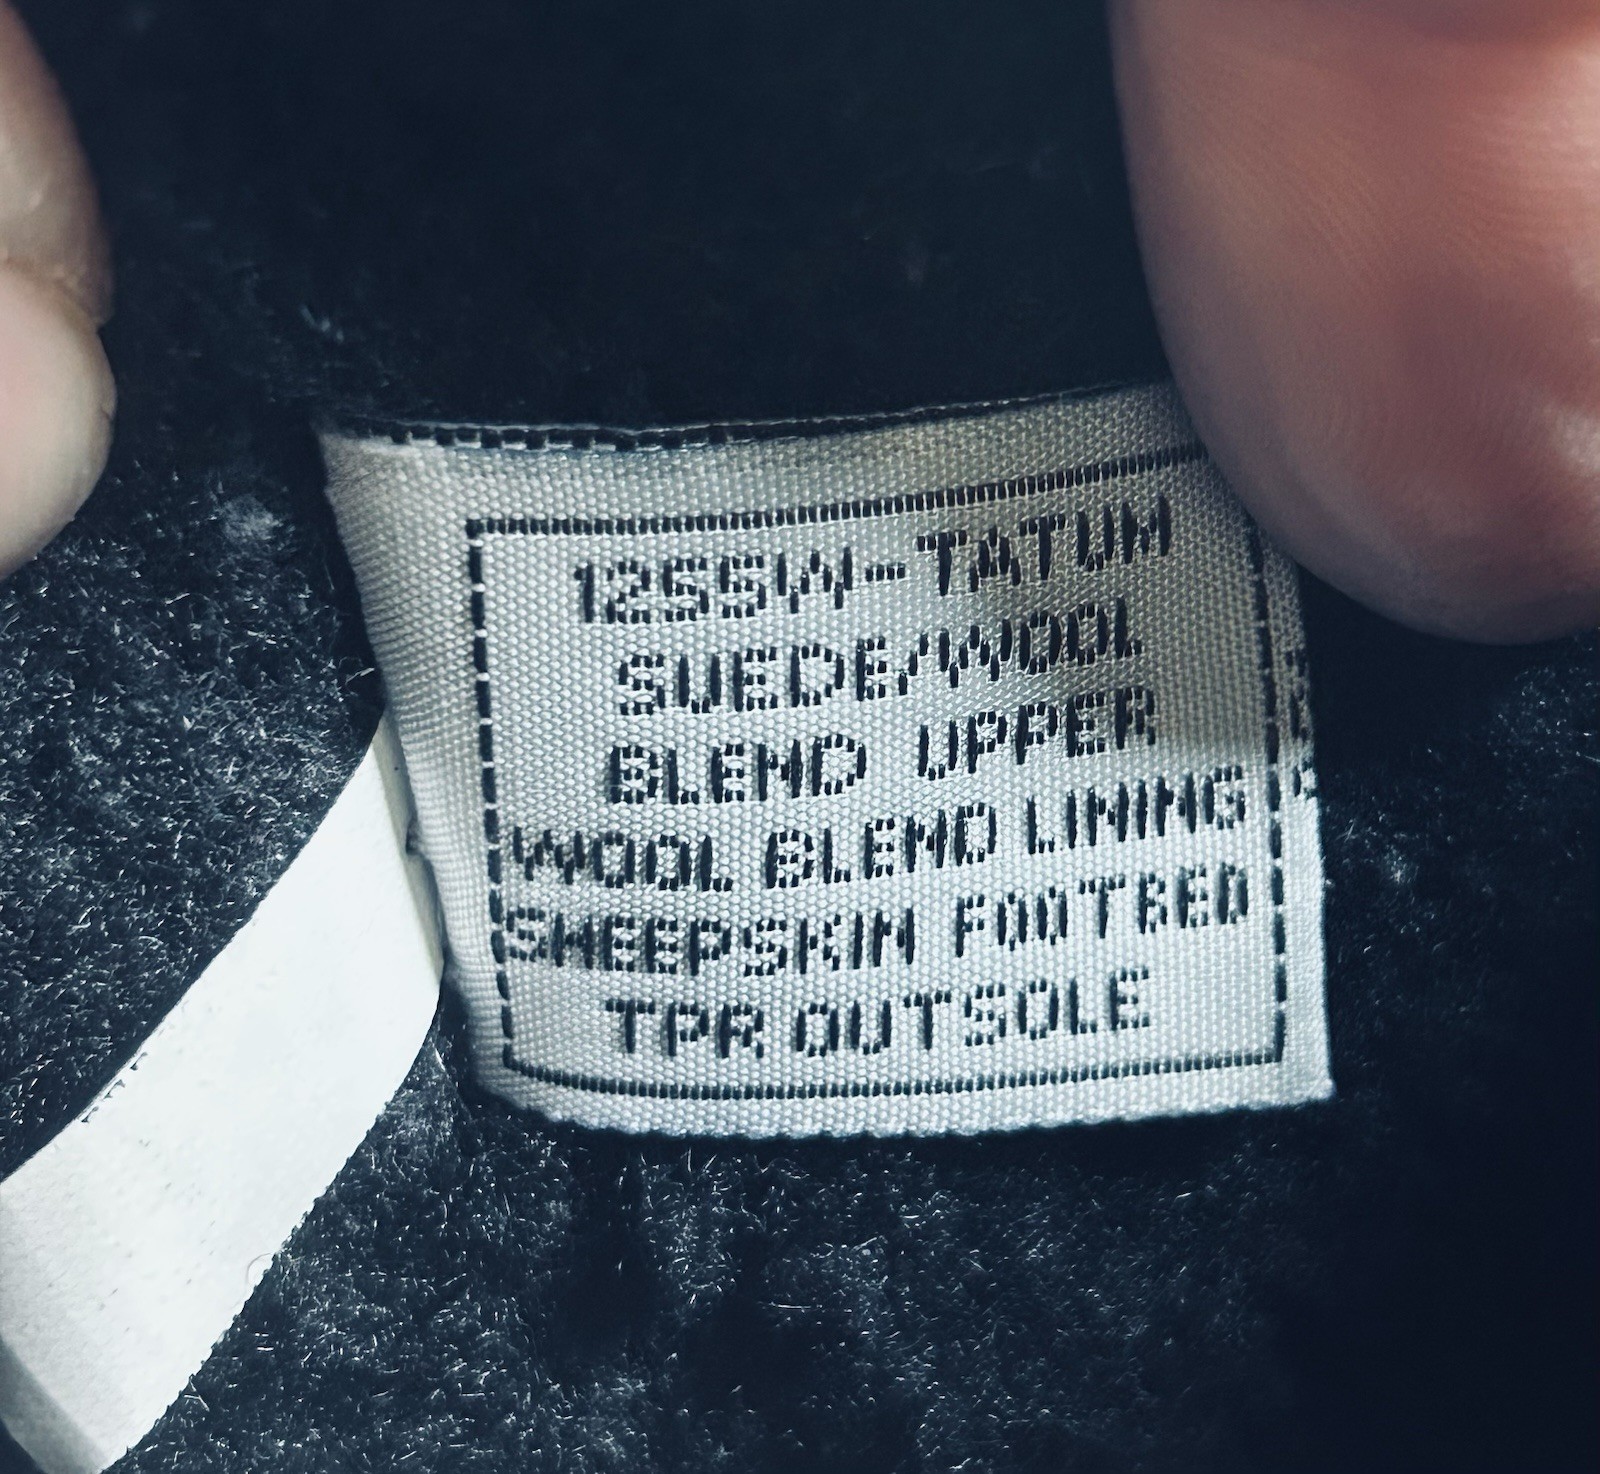 1255W-TATUM
SUEDE/WOOL
BLEND UPPER
WOOL BLEND LINING
SHEEPSKIN FOOTBED
TPR OUTSOLE